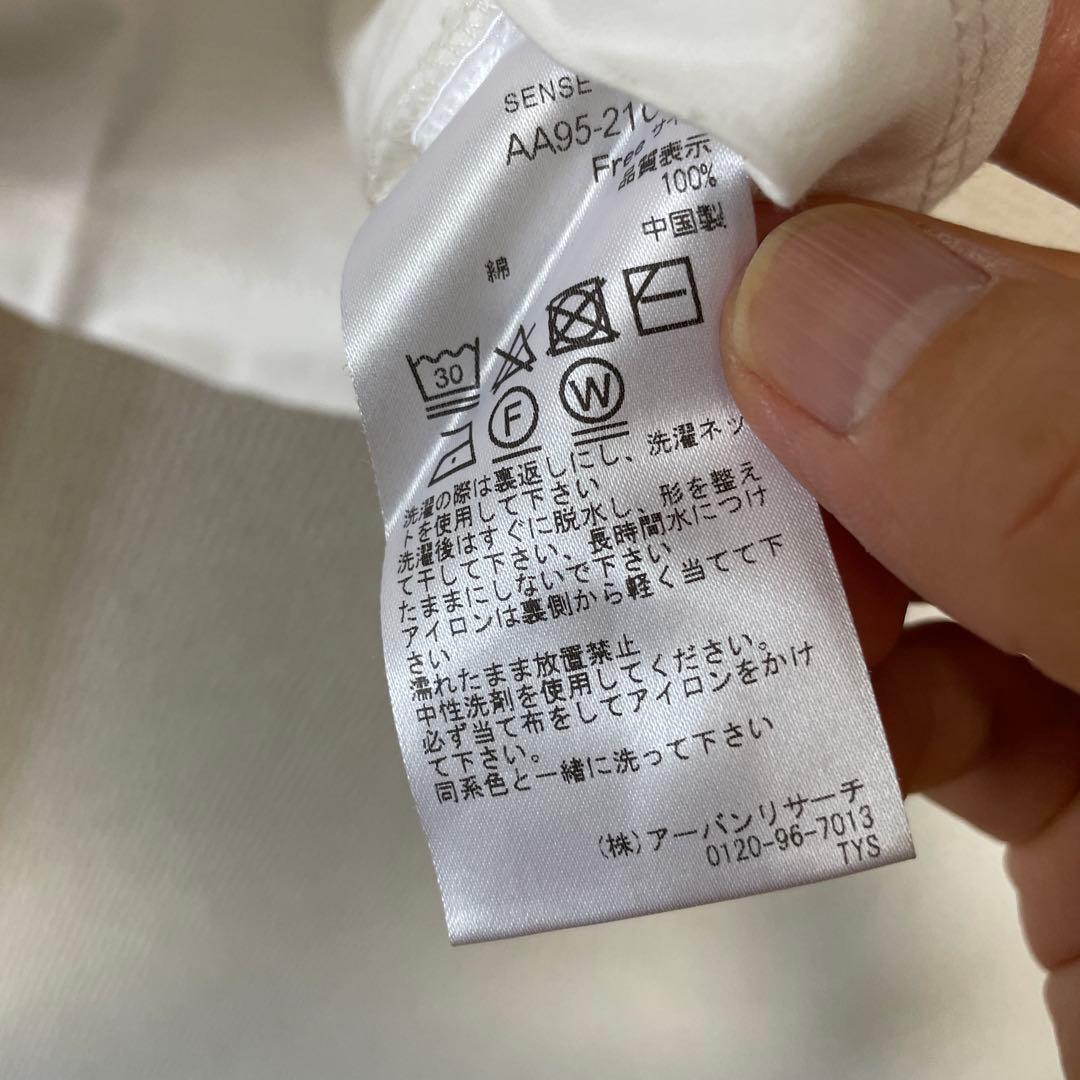 SENSE
AA95-21
Free サイズ
品質表示
綿 100%
中国製
30
F W
洗濯の際は裏返しにし、洗濯ネッ
トを使用して下さい
洗濯後はすぐに脱水し、形を整え
て干して下さい、長時間水につけ
たままにしないで下さい
アイロンは裏側から軽く当てて下
さい
濡れたまま放置禁止
中性洗剤を使用してください。
必ず当て布をしてアイロンをかけ
て下さい。
同系色と一緒に洗って下さい
(株)アーバンリサーチ
0120-96-7013
TYS